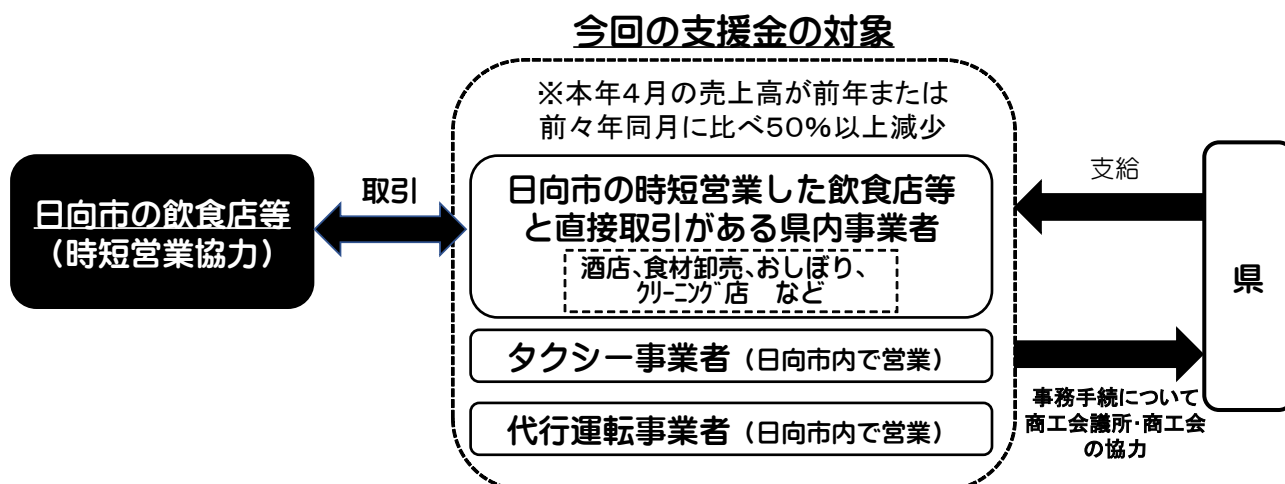 今回の支援金の対象
※本年4月の売上高が前年または
前々年同月に比べ50%以上減少
日向市の飲食店等
（時短営業協力）
取引
日向市の時短営業した飲食店等
と直接取引がある県内事業者
酒店、食材卸売、おしぼり、
ｸﾘｰﾆﾝｸﾞ店　など
タクシー事業者（日向市内で営業）
代行運転事業者（日向市内で営業）
支給
県
事務手続について
商工会議所･商工会
の協力